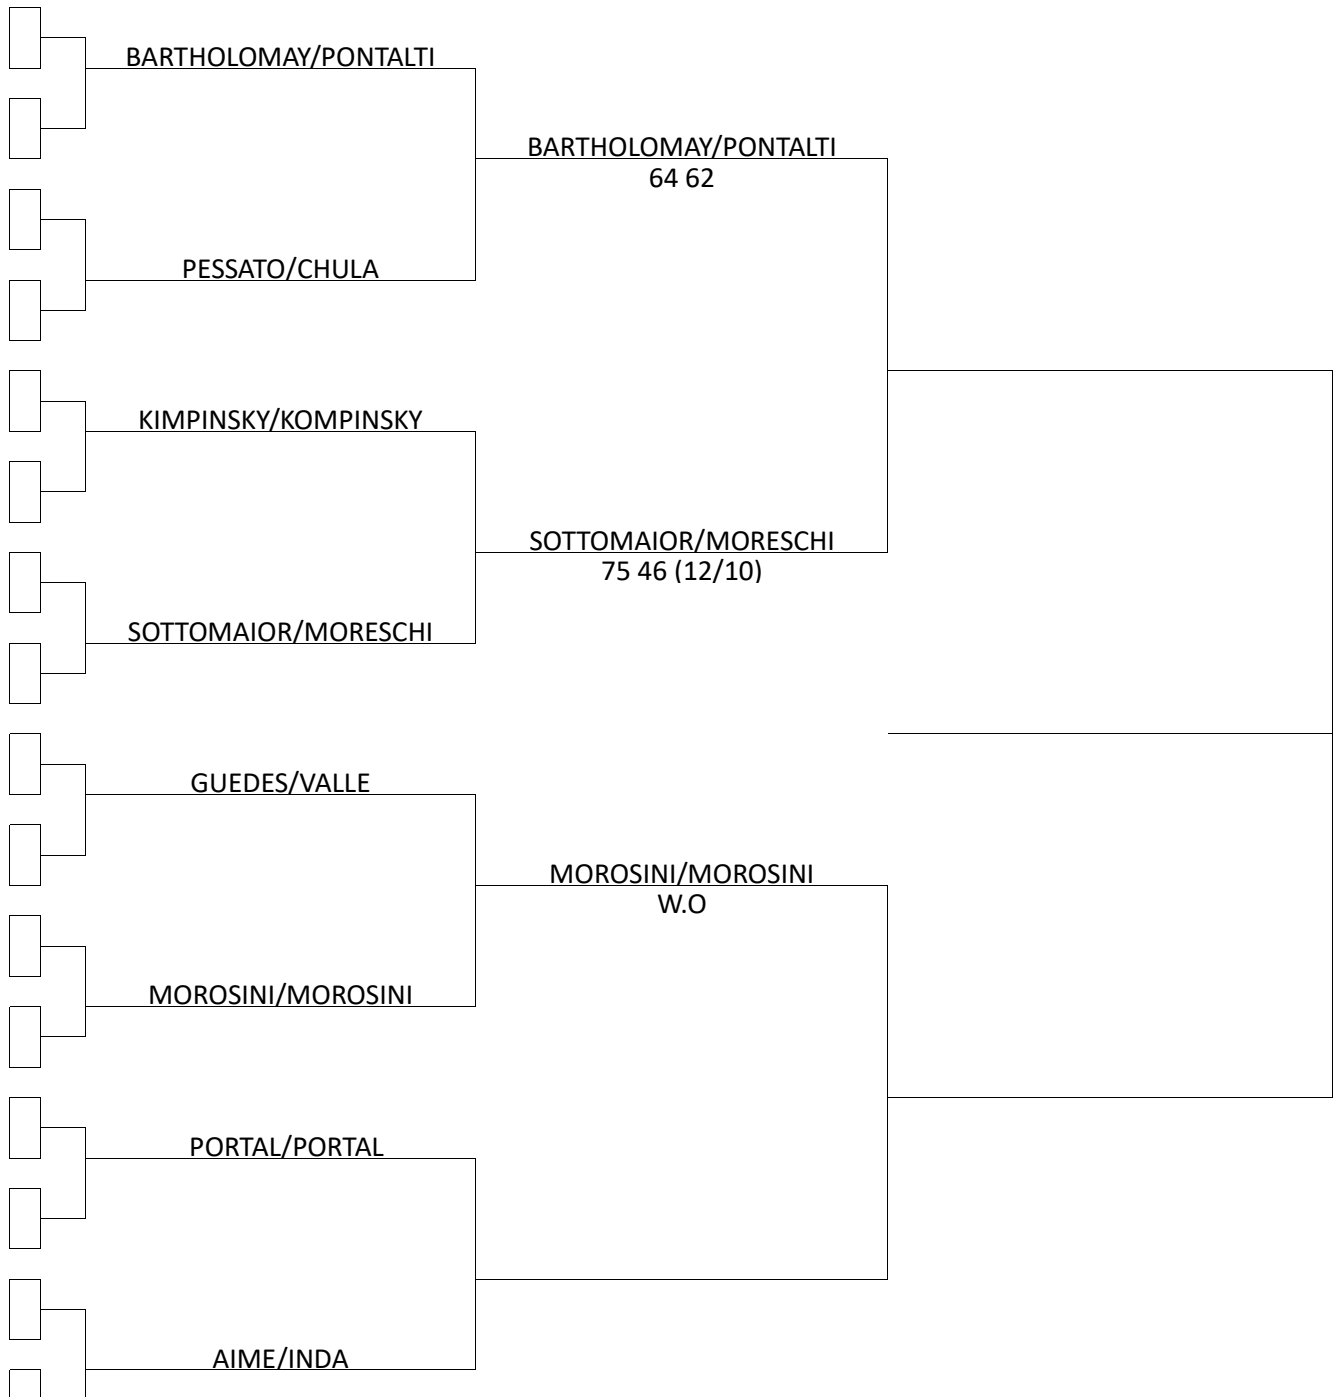 BARTHOLOMAY/PONTALTI
BARTHOLOMAY/PONTALTI
64 62
PESSATO/CHULA
KIMPINSKY/KOMPINSKY
SOTTOMAIOR/MORESCHI
75 46 (12/10)
SOTTOMAIOR/MORESCHI
GUEDES/VALLE
MOROSINI/MOROSINI
W.O
MOROSINI/MOROSINI
PORTAL/PORTAL
AIME/INDA